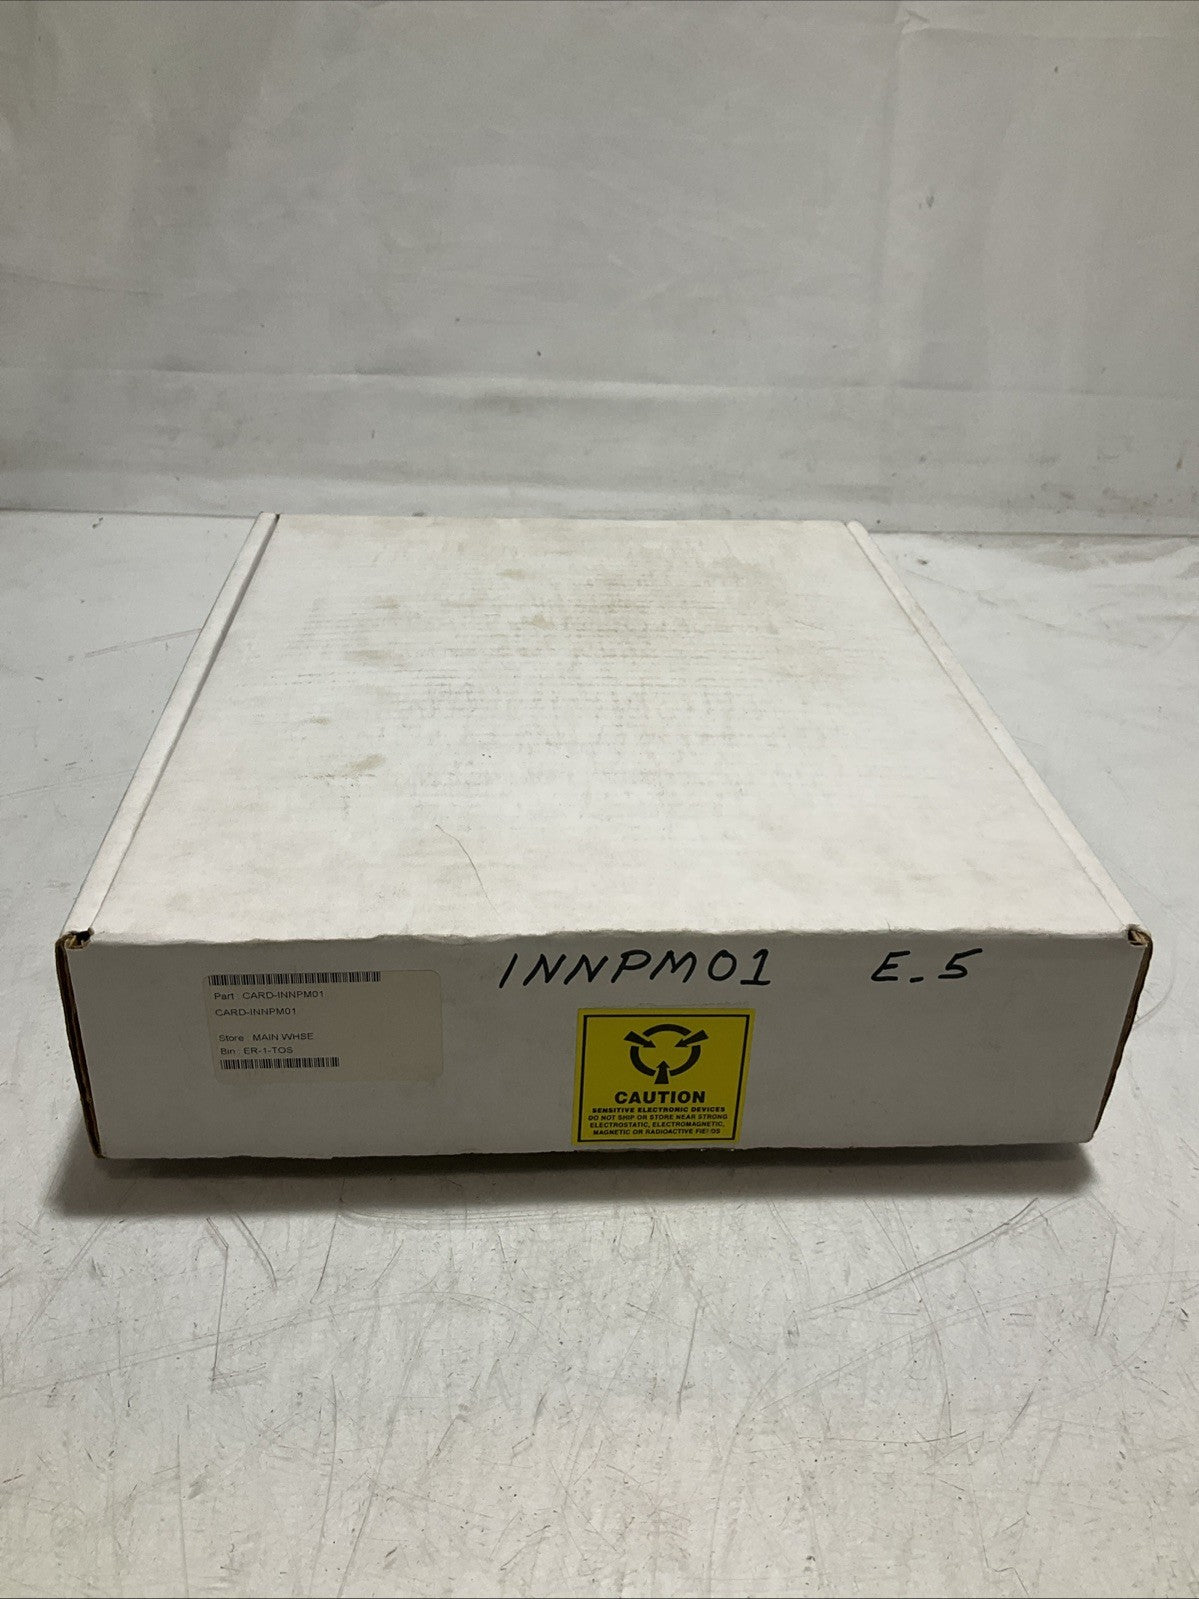 INNPM01 E.5
Part : CARD-INNPM01
CARD-INNPM01
Store : MAIN WHSE
Bin : ER-1-TOS
CAUTION
SENSITIVE ELECTRONIC DEVICES
DO NOT SHIP OR STORE NEAR STRONG
ELECTROSTATIC, ELECTROMAGNETIC,
MAGNETIC OR RADIOACTIVE FIELDS